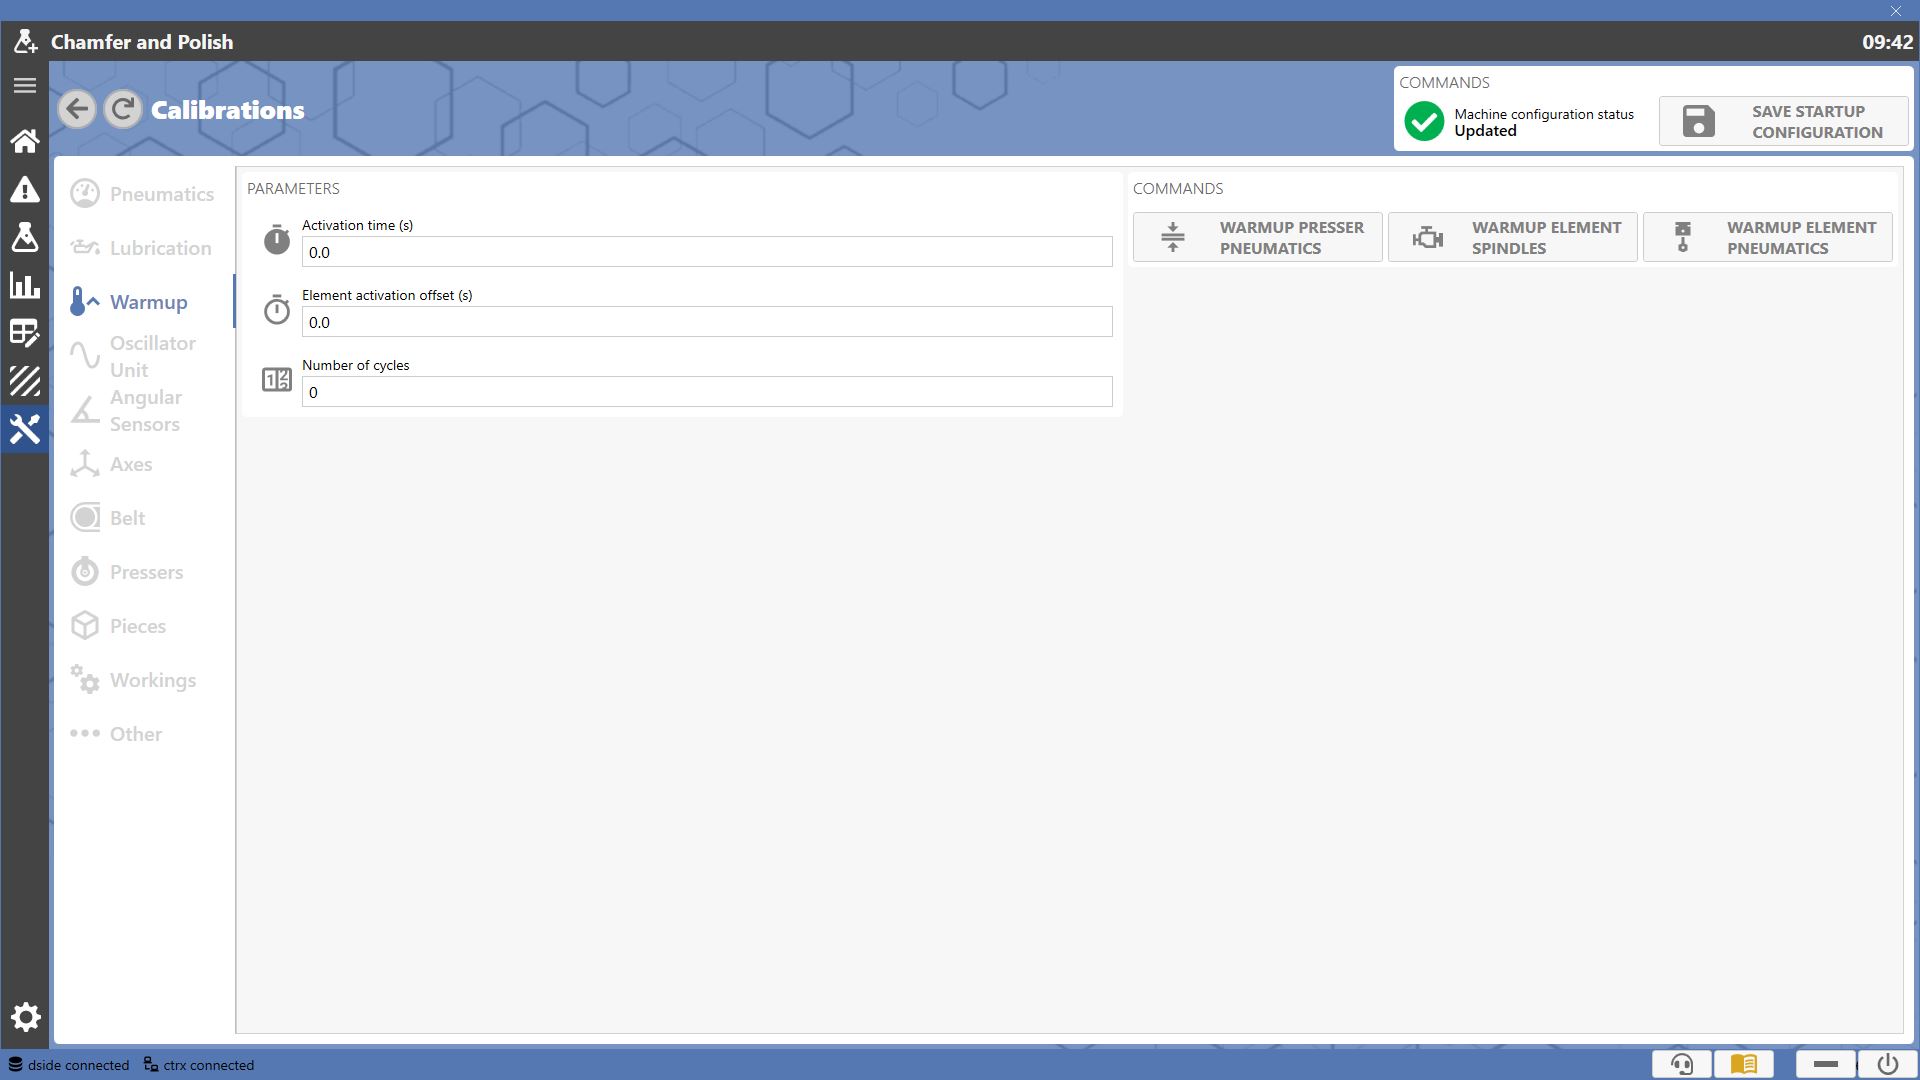 Chamfer and Polish
09:42
Calibrations
COMMANDS
Machine configuration status
Updated
SAVE STARTUP
CONFIGURATION
Pneumatics
Lubrication
Warmup
Oscillator
Unit
Angular
Sensors
Axes
Belt
Pressers
Pieces
Workings
Other
PARAMETERS
Activation time (s)
0.0
Element activation offset (s)
0.0
Number of cycles
0
COMMANDS
WARMUP PRESSER
PNEUMATICS
WARMUP ELEMENT
SPINDLES
WARMUP ELEMENT
PNEUMATICS
dside connected
ctrx connected